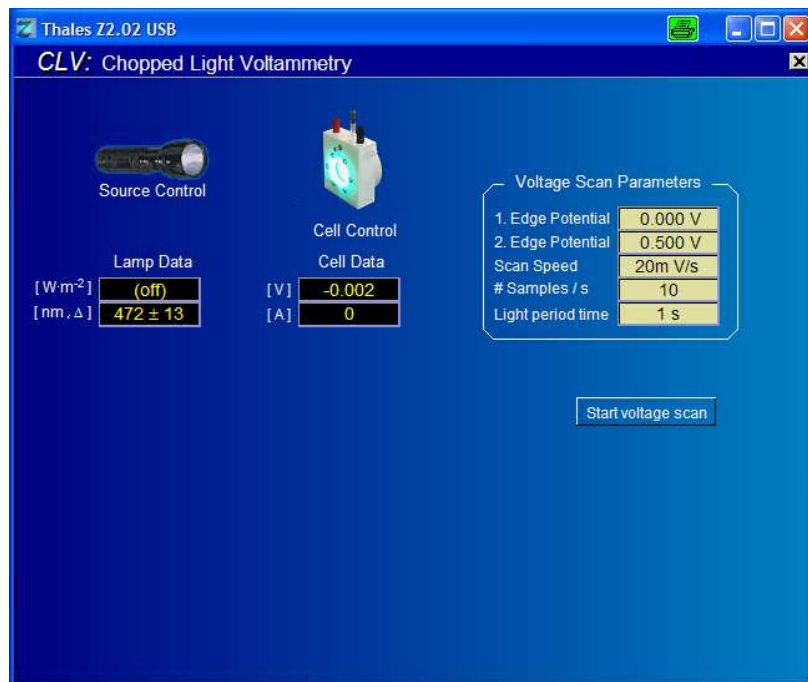 Thales Z2.02 USB
CLV: Chopped Light Voltammetry
Source Control
Cell Control
Lamp Data
[W·m-2] (off)
[nm, Δ] 472 ± 13
Cell Data
[V] -0.002
[A] 0
Voltage Scan Parameters
1. Edge Potential 0.000 V
2. Edge Potential 0.500 V
Scan Speed 20m V/s
# Samples / s 10
Light period time 1 s
Start voltage scan